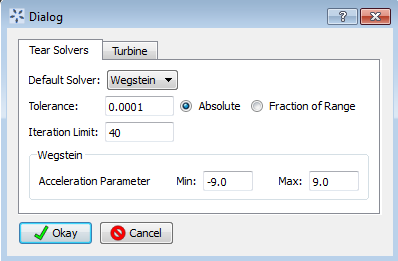 Dialog
Tear Solvers Turbine
Default Solver: Wegstein
Tolerance: 0.0001 Absolute Fraction of Range
Iteration Limit: 40
Wegstein
Acceleration Parameter Min: -9.0 Max: 9.0
Okay Cancel